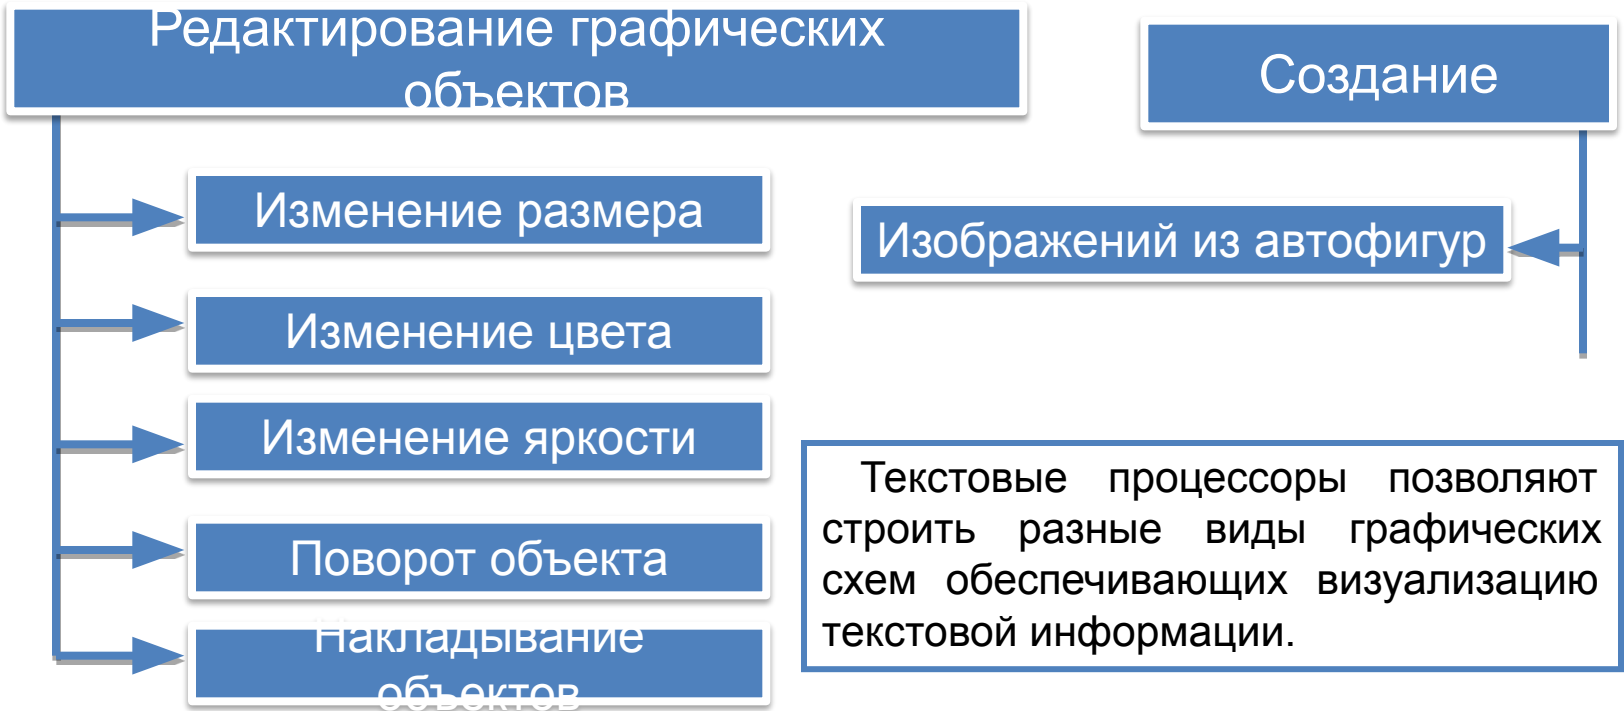 Редактирование графических
объектов
Создание
Изменение размера
Изображений из автофигур
Изменение цвета
Изменение яркости
Поворот объекта
Накладывание
объектов
Текстовые процессоры позволяют
строить разные виды графических
схем обеспечивающих визуализацию
текстовой информации.